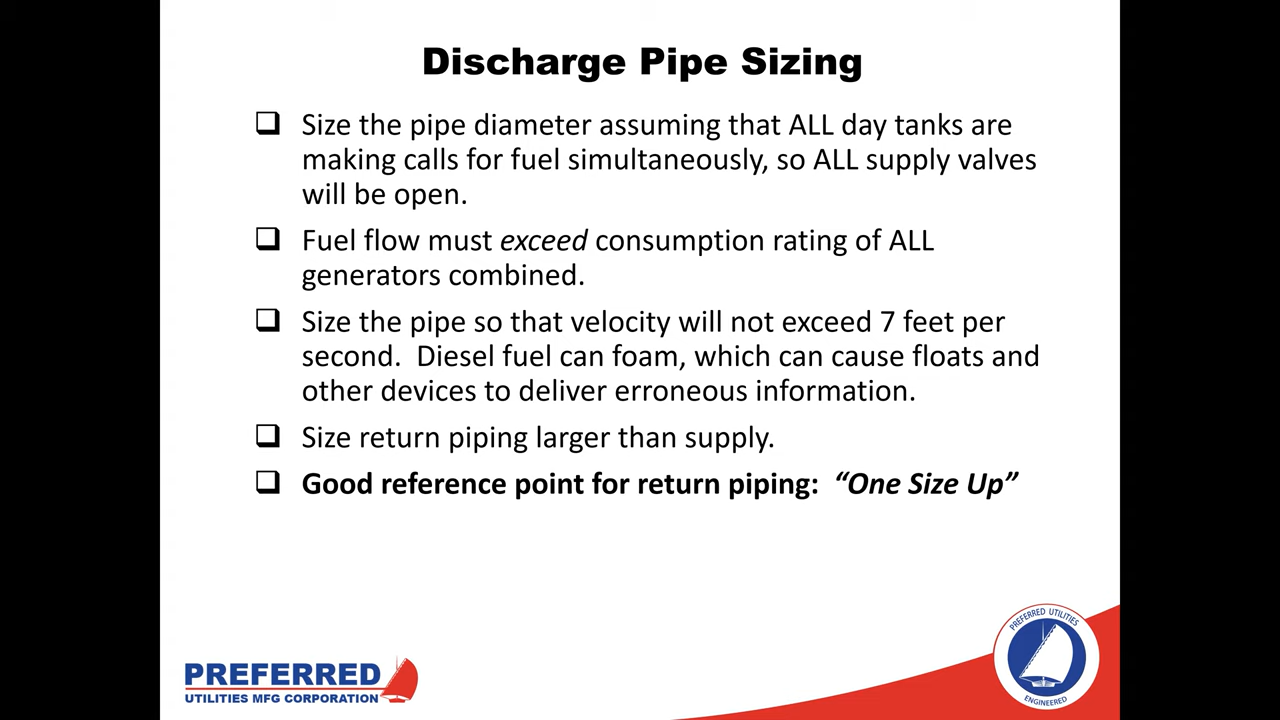 Discharge Pipe Sizing
Size the pipe diameter assuming that ALL day tanks are
making calls for fuel simultaneously, so ALL supply valves
will be open.
Fuel flow must exceed consumption rating of ALL
generators combined.
Size the pipe so that velocity will not exceed 7 feet per
second.  Diesel fuel can foam, which can cause floats and
other devices to deliver erroneous information.
Size return piping larger than supply.
Good reference point for return piping:  “One Size Up”
PREFERRED
UTILITIES MFG CORPORATION
PREFERRED UTILITIES
ENGINEERED